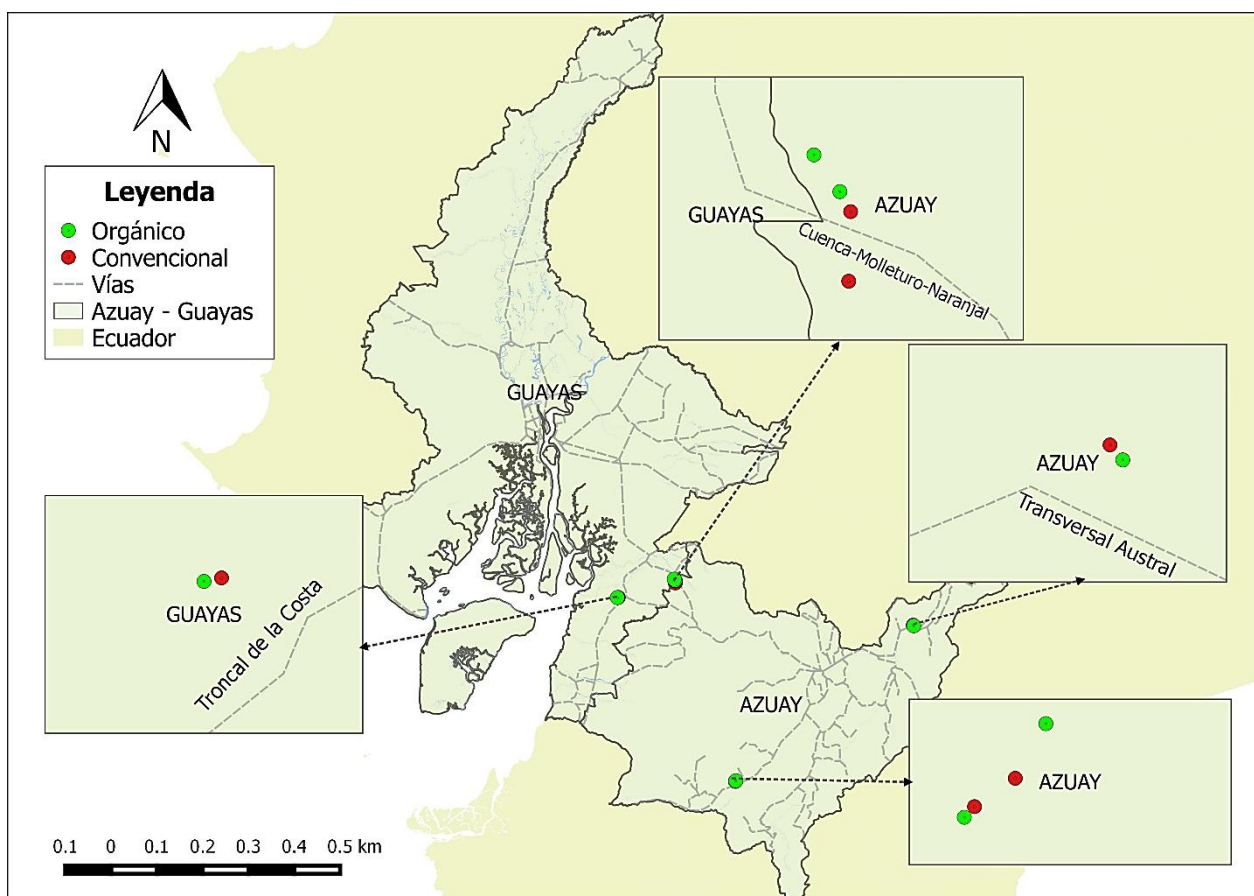 N
Leyenda
Orgánico
Convencional
Vías
Azuay - Guayas
Ecuador
GUAYAS
AZUAY
Cuenca-Molleturo-Naranjal
GUAYAS
AZUAY
Transversal Austral
GUAYAS
Troncal de la Costa
AZUAY
AZUAY
0.1 0 0.1 0.2 0.3 0.4 0.5 km